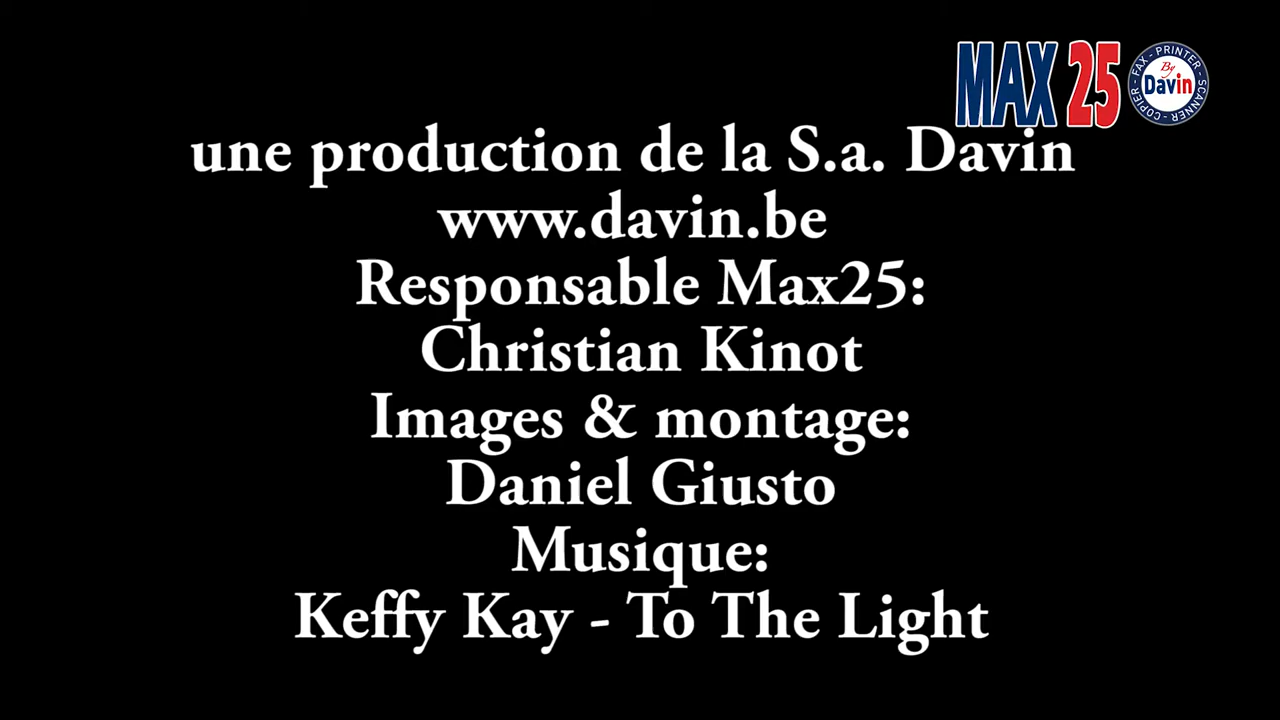 MAX 25
FAX - PRINTER - SCANNER - COPIER -
By
Davin
une production de la S.a. Davin
www.davin.be
Responsable Max25:
Christian Kinot
Images & montage:
Daniel Giusto
Musique:
Keffy Kay - To The Light